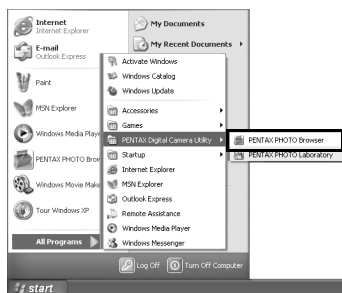 Internet
Internet Explorer
E-mail
Outlook Express
Paint
MSN Explorer
Windows Media Playe
PENTAX PHOTO Brow
Windows Movie Make
Tour Windows XP
All Programs
My Documents
My Recent Documents
Activate Windows
Windows Catalog
Windows Update
Accessories
Games
PENTAX Digital Camera Utility
Startup
Internet Explorer
MSN Explorer
Outlook Express
Remote Assistance
Windows Media Player
Windows Messenger
PENTAX PHOTO Browser
PENTAX PHOTO Laboratory
Log Off
Turn Off Computer
start